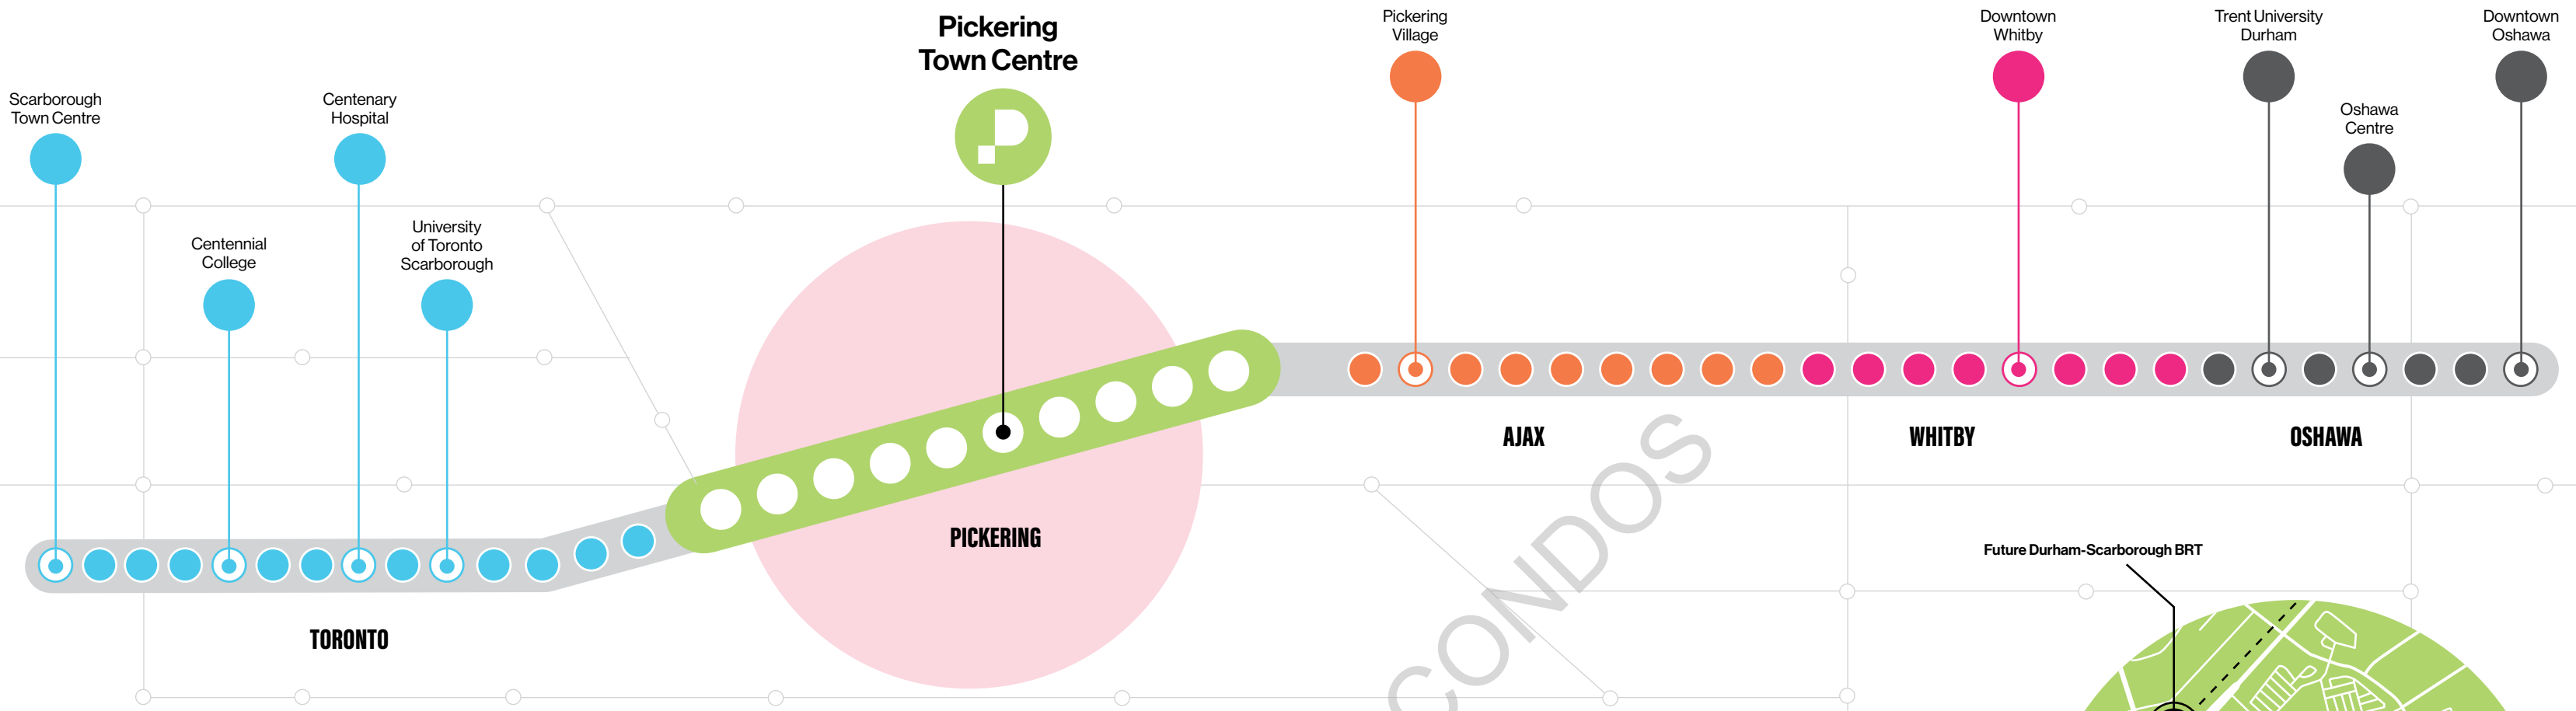 Scarborough
Town Centre
Centennial
College
Centenary
Hospital
University
of Toronto
Scarborough
Pickering
Town Centre
P
Pickering
Village
Downtown
Whitby
Trent University
Durham
Oshawa
Centre
Downtown
Oshawa
TORONTO
PICKERING
AJAX
WHITBY
OSHAWA
CONDOS
Future Durham-Scarborough BRT